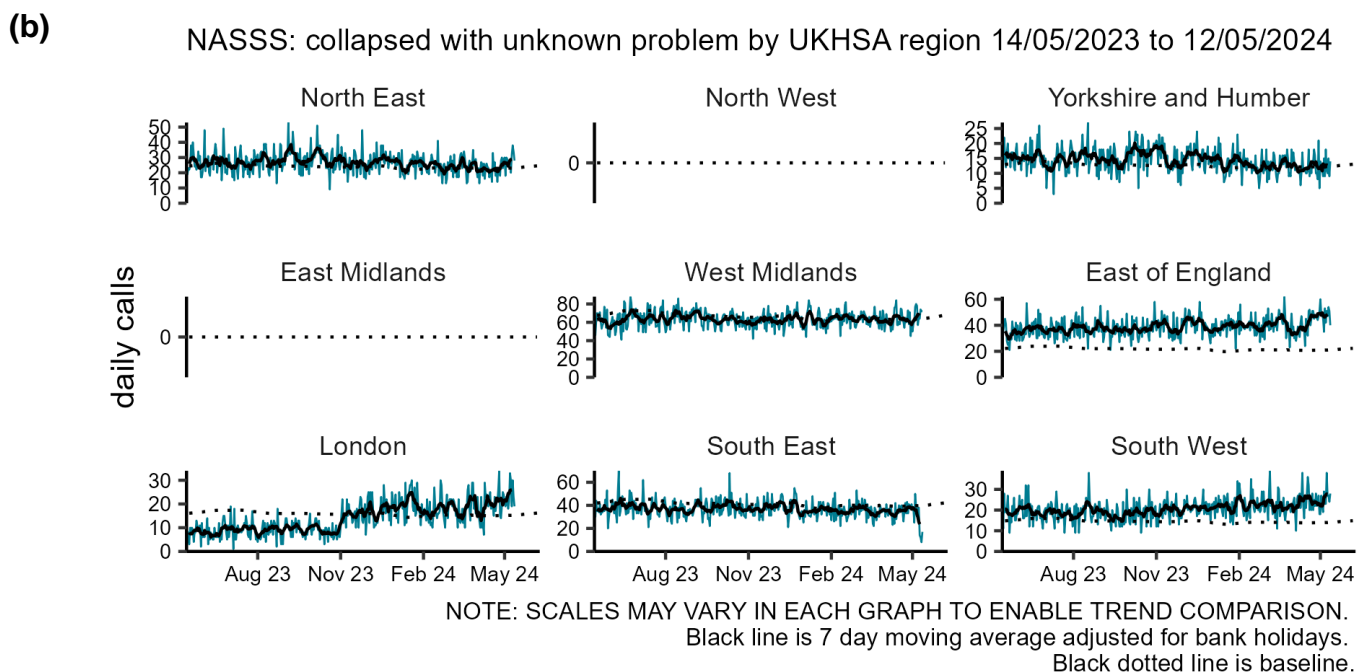 (b)
NASSS: collapsed with unknown problem by UKHSA region 14/05/2023 to 12/05/2024
daily calls
North East
50
40
30
20
10
0
North West
0
Yorkshire and Humber
25
20
15
10
5
0
East Midlands
0
West Midlands
80
60
40
20
0
East of England
60
40
20
0
London
30
20
10
0
Aug 23 Nov 23 Feb 24 May 24
South East
60
40
20
0
Aug 23 Nov 23 Feb 24 May 24
South West
30
20
10
0
Aug 23 Nov 23 Feb 24 May 24
NOTE: SCALES MAY VARY IN EACH GRAPH TO ENABLE TREND COMPARISON.
Black line is 7 day moving average adjusted for bank holidays.
Black dotted line is baseline.